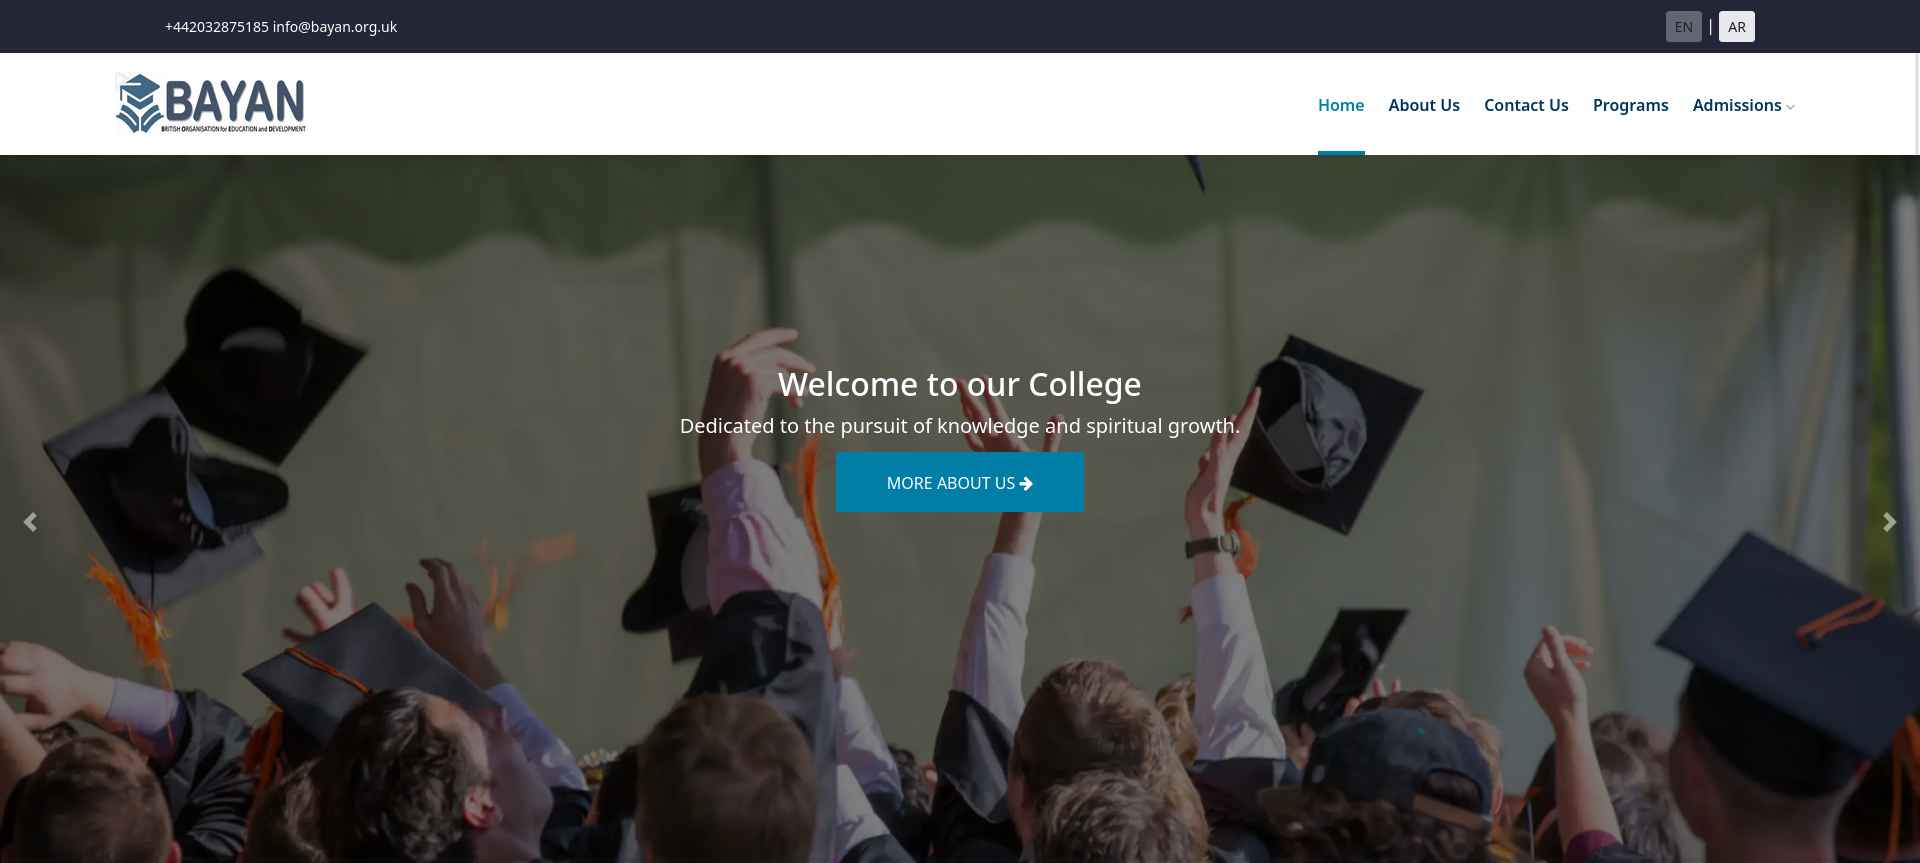 +442032875185 info@bayan.org.uk
EN | AR
BAYAN
BRITISH ORGANISATION for EDUCATION and DEVELOPMENT
Home About Us Contact Us Programs Admissions
Welcome to our College
Dedicated to the pursuit of knowledge and spiritual growth.
MORE ABOUT US